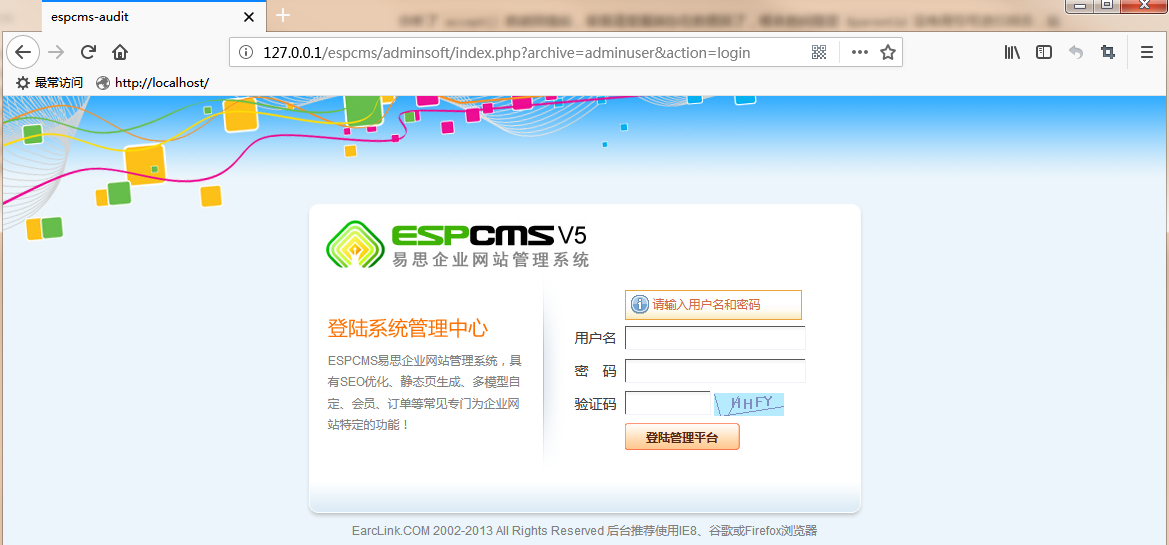 espcms-audit
127.0.0.1/espcms/adminsoft/index.php?archive=adminuser&action=login
最常访问 http://localhost/
ESPCMS V5
易思企业网站管理系统
请输入用户名和密码
登陆系统管理中心
用户名
ESPCMS易思企业网站管理系统，具
有SEO优化、静态页生成、多模型自
定、会员、订单等常见专门为企业网
站特定的功能！
密 码
验证码 MHFY
登陆管理平台
EarcLink.COM 2002-2013 All Rights Reserved 后台推荐使用IE8、谷歌或Firefox浏览器